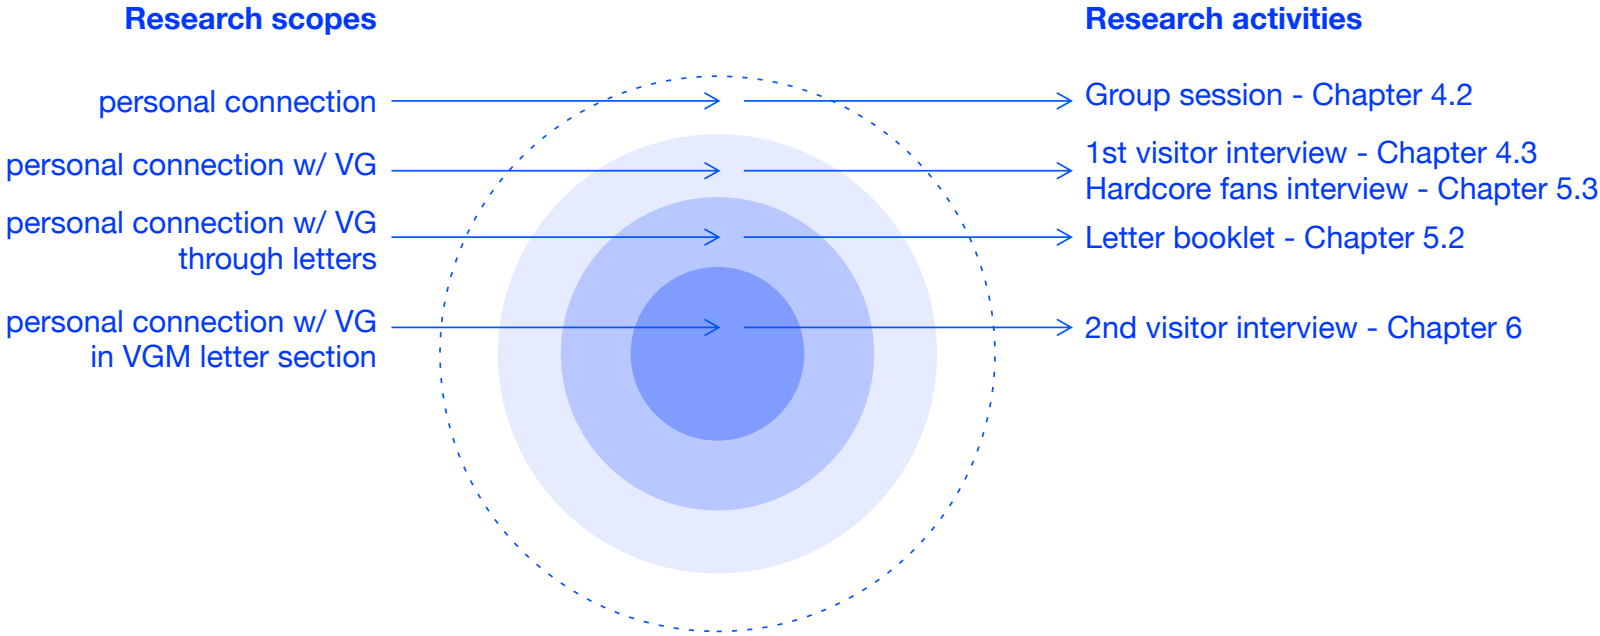 Research scopes
Research activities
personal connection
Group session - Chapter 4.2
personal connection w/ VG
1st visitor interview - Chapter 4.3
Hardcore fans interview - Chapter 5.3
personal connection w/ VG
through letters
Letter booklet - Chapter 5.2
personal connection w/ VG
in VGM letter section
2nd visitor interview - Chapter 6